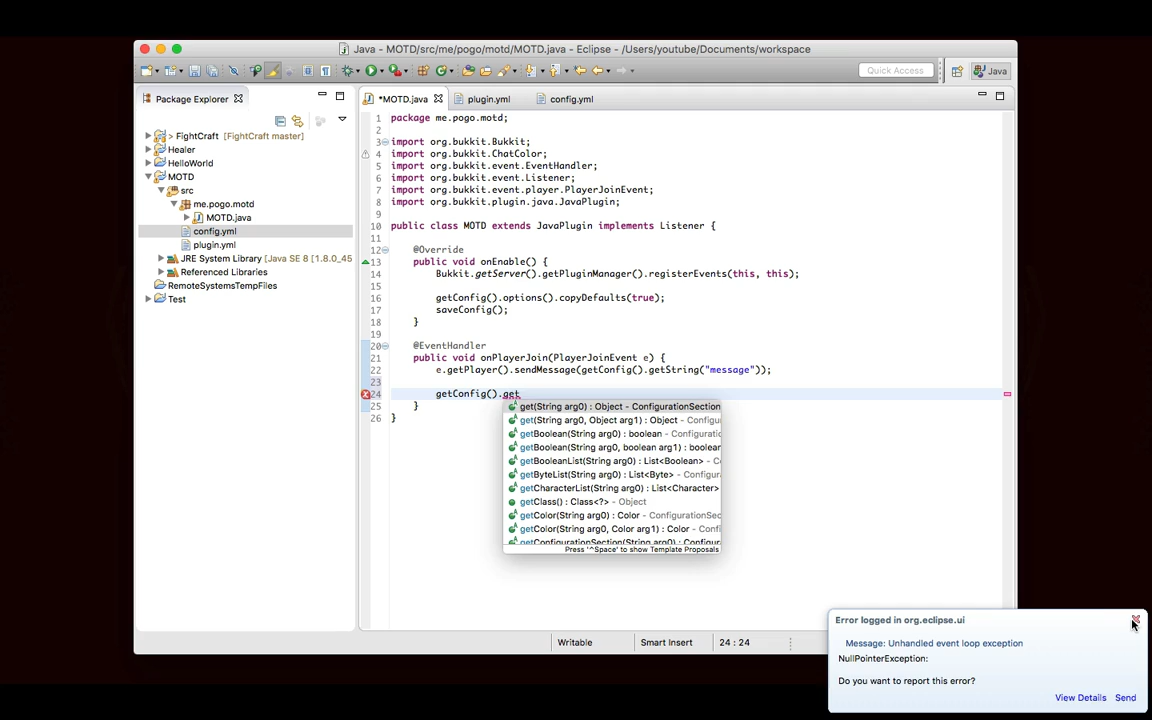 Java - MOTD/src/me/pogo/motd/MOTD.java - Eclipse - /Users/youtube/Documents/workspace
Quick Access
Java
Package Explorer
*MOTD.java
plugin.yml
config.yml
> FightCraft [FightCraft master]
Healer
HelloWorld
MOTD
src
me.pogo.motd
MOTD.java
config.yml
plugin.yml
JRE System Library [Java SE 8 [1.8.0_45
Referenced Libraries
RemoteSystemsTempFiles
Test
1 package me.pogo.motd;
2
3 import org.bukkit.Bukkit;
4 import org.bukkit.ChatColor;
5 import org.bukkit.event.EventHandler;
6 import org.bukkit.event.Listener;
7 import org.bukkit.event.player.PlayerJoinEvent;
8 import org.bukkit.plugin.java.JavaPlugin;
9
10 public class MOTD extends JavaPlugin implements Listener {
11
12 @Override
13 public void onEnable() {
14 Bukkit.getServer().getPluginManager().registerEvents(this, this);
15
16 getConfig().options().copyDefaults(true);
17 saveConfig();
18 }
19
20 @EventHandler
21 public void onPlayerJoin(PlayerJoinEvent e) {
22 e.getPlayer().sendMessage(getConfig().getString("message"));
23
24 getConfig().get
25 }
26 }
get(String arg0) : Object - ConfigurationSection
get(String arg0, Object arg1) : Object - Configu
getBoolean(String arg0) : boolean - Configuratio
getBoolean(String arg0, boolean arg1) : boolean
getBooleanList(String arg0) : List<Boolean> - C
getByteList(String arg0) : List<Byte> - Configura
getCharacterList(String arg0) : List<Character>
getClass() : Class<?> - Object
getColor(String arg0) : Color - ConfigurationSec
getColor(String arg0, Color arg1) : Color - Confi
getConfigurationSection(String arg0) : Configur
Press '^Space' to show Template Proposals
Writable
Smart Insert
24 : 24
Error logged in org.eclipse.ui
Message: Unhandled event loop exception
NullPointerException:
Do you want to report this error?
View Details
Send